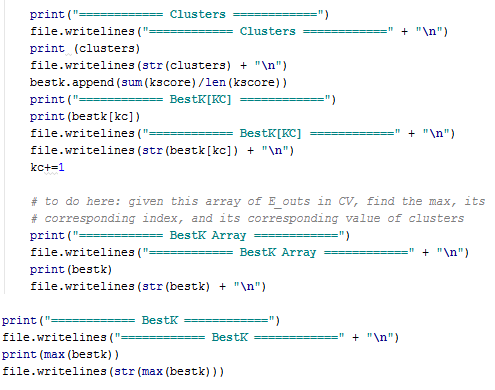 print("============ Clusters ============")
file.writelines("============ Clusters ============" + "\n")
print (clusters)
file.writelines(str(clusters) + "\n")
bestk.append(sum(kscore)/len(kscore))
print("============ BestK[KC] ============")
print(bestk[kc])
file.writelines("============ BestK[KC] ============" + "\n")
file.writelines(str(bestk[kc]) + "\n")
kc+=1
# to do here: given this array of E_outs in CV, find the max, its
# corresponding index, and its corresponding value of clusters
print("============ BestK Array ============")
file.writelines("============ BestK Array ============" + "\n")
print(bestk)
file.writelines(str(bestk) + "\n")
print("============ BestK ============")
file.writelines("============ BestK ============" + "\n")
print(max(bestk))
file.writelines(str(max(bestk)))